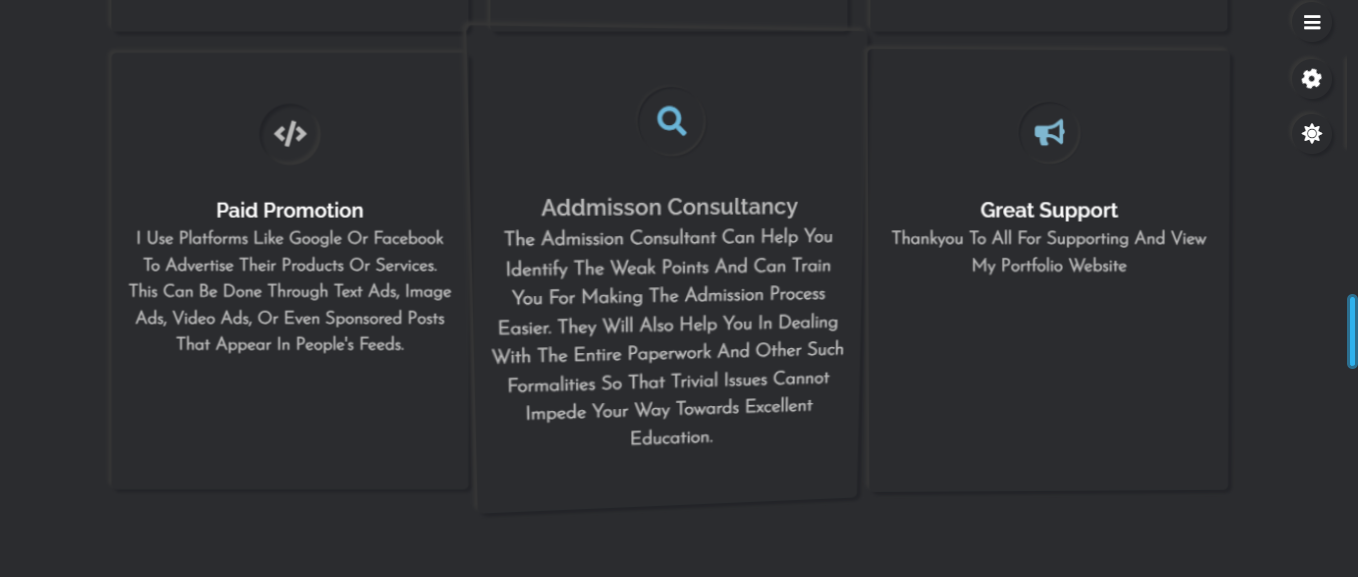 Paid Promotion
I Use Platforms Like Google Or Facebook
To Advertise Their Products Or Services.
This Can Be Done Through Text Ads, Image
Ads, Video Ads, Or Even Sponsored Posts
That Appear In People's Feeds.
Addmisson Consultancy
The Admission Consultant Can Help You
Identify The Weak Points And Can Train
You For Making The Admission Process
Easier. They Will Also Help You In Dealing
With The Entire Paperwork And Other Such
Formalities So That Trivial Issues Cannot
Impede Your Way Towards Excellent
Education.
Great Support
Thankyou To All For Supporting And View
My Portfolio Website